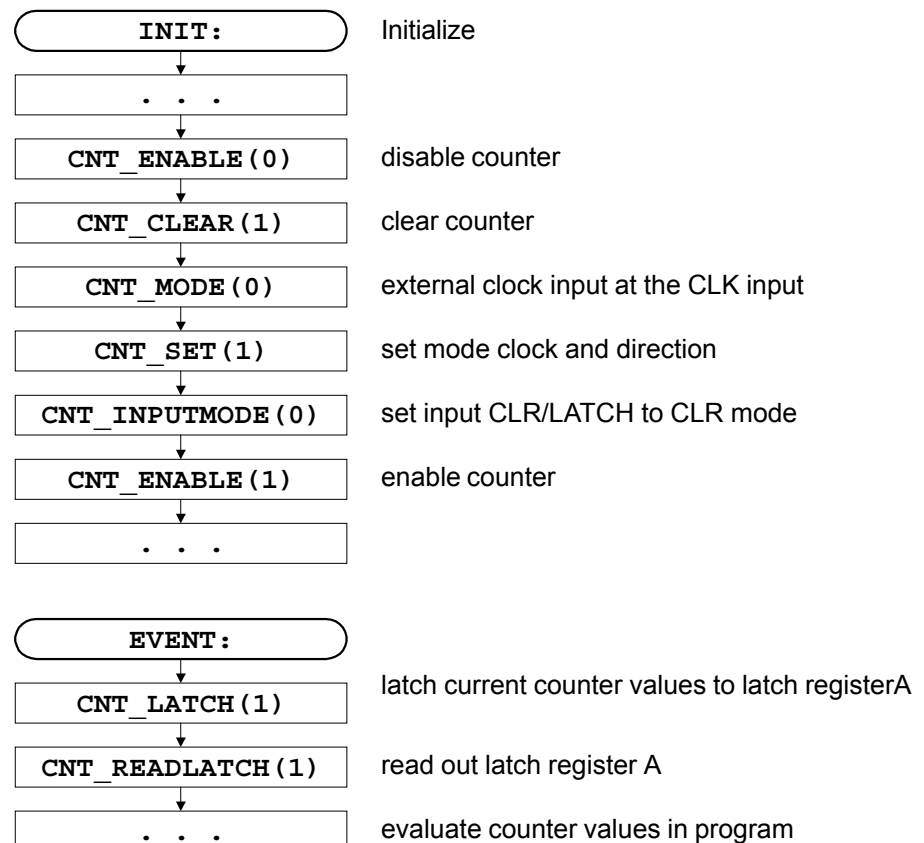 INIT: Initialize
. . .
CNT_ENABLE(0) disable counter
CNT_CLEAR(1) clear counter
CNT_MODE(0) external clock input at the CLK input
CNT_SET(1) set mode clock and direction
CNT_INPUTMODE(0) set input CLR/LATCH to CLR mode
CNT_ENABLE(1) enable counter
. . .
EVENT:
CNT_LATCH(1) latch current counter values to latch registerA
CNT_READLATCH(1) read out latch register A
. . . evaluate counter values in program